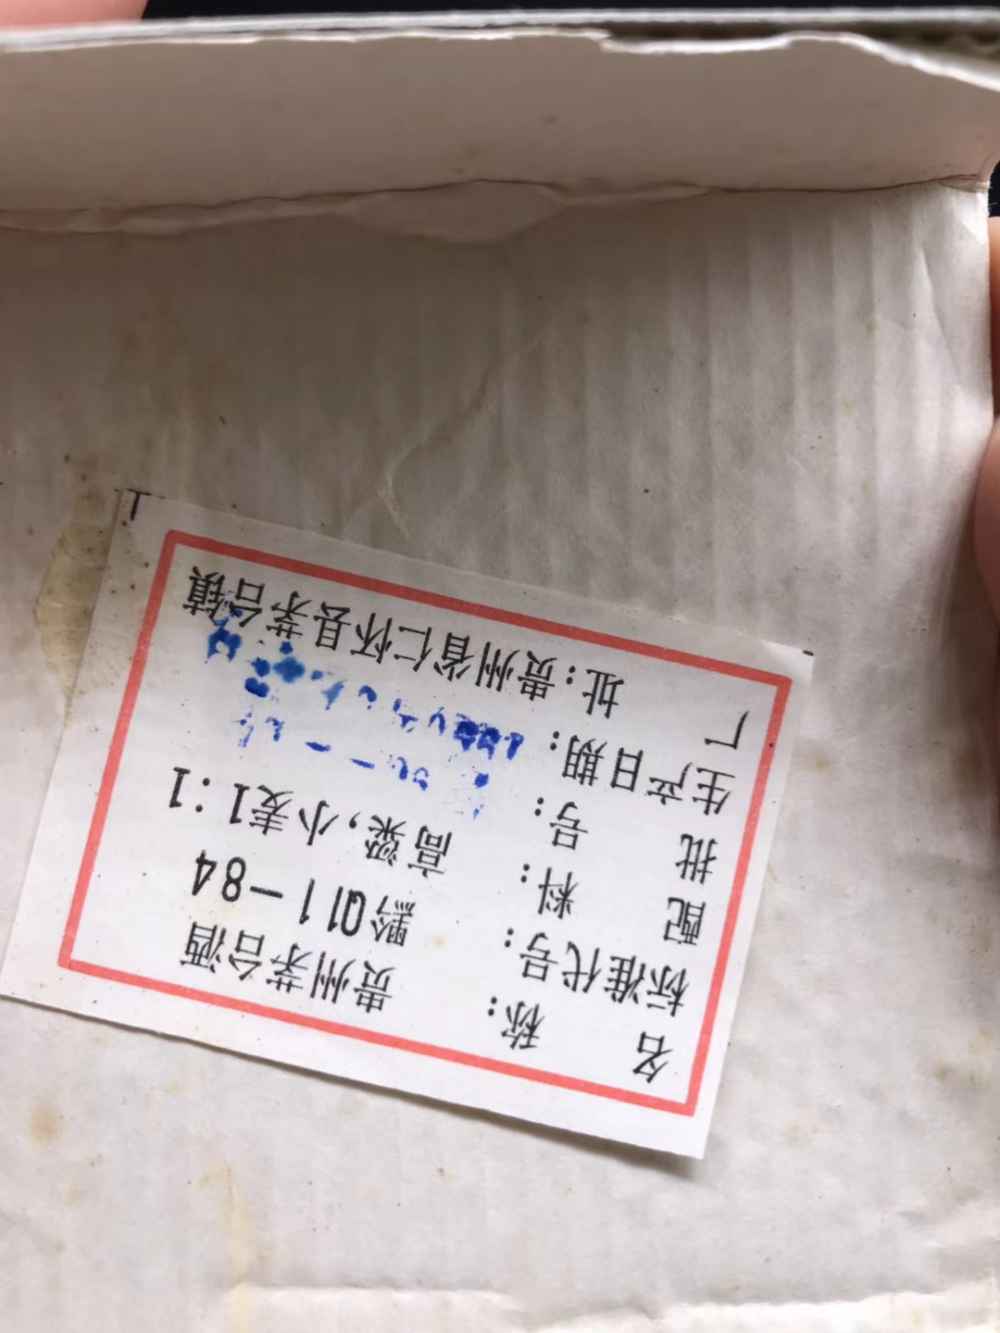 名 称： 贵州茅台酒
标准代号： 黔Q11-84
配 料： 高粱，小麦1：1
批 号：
生产日期：
厂 址：贵州省仁怀县茅台镇